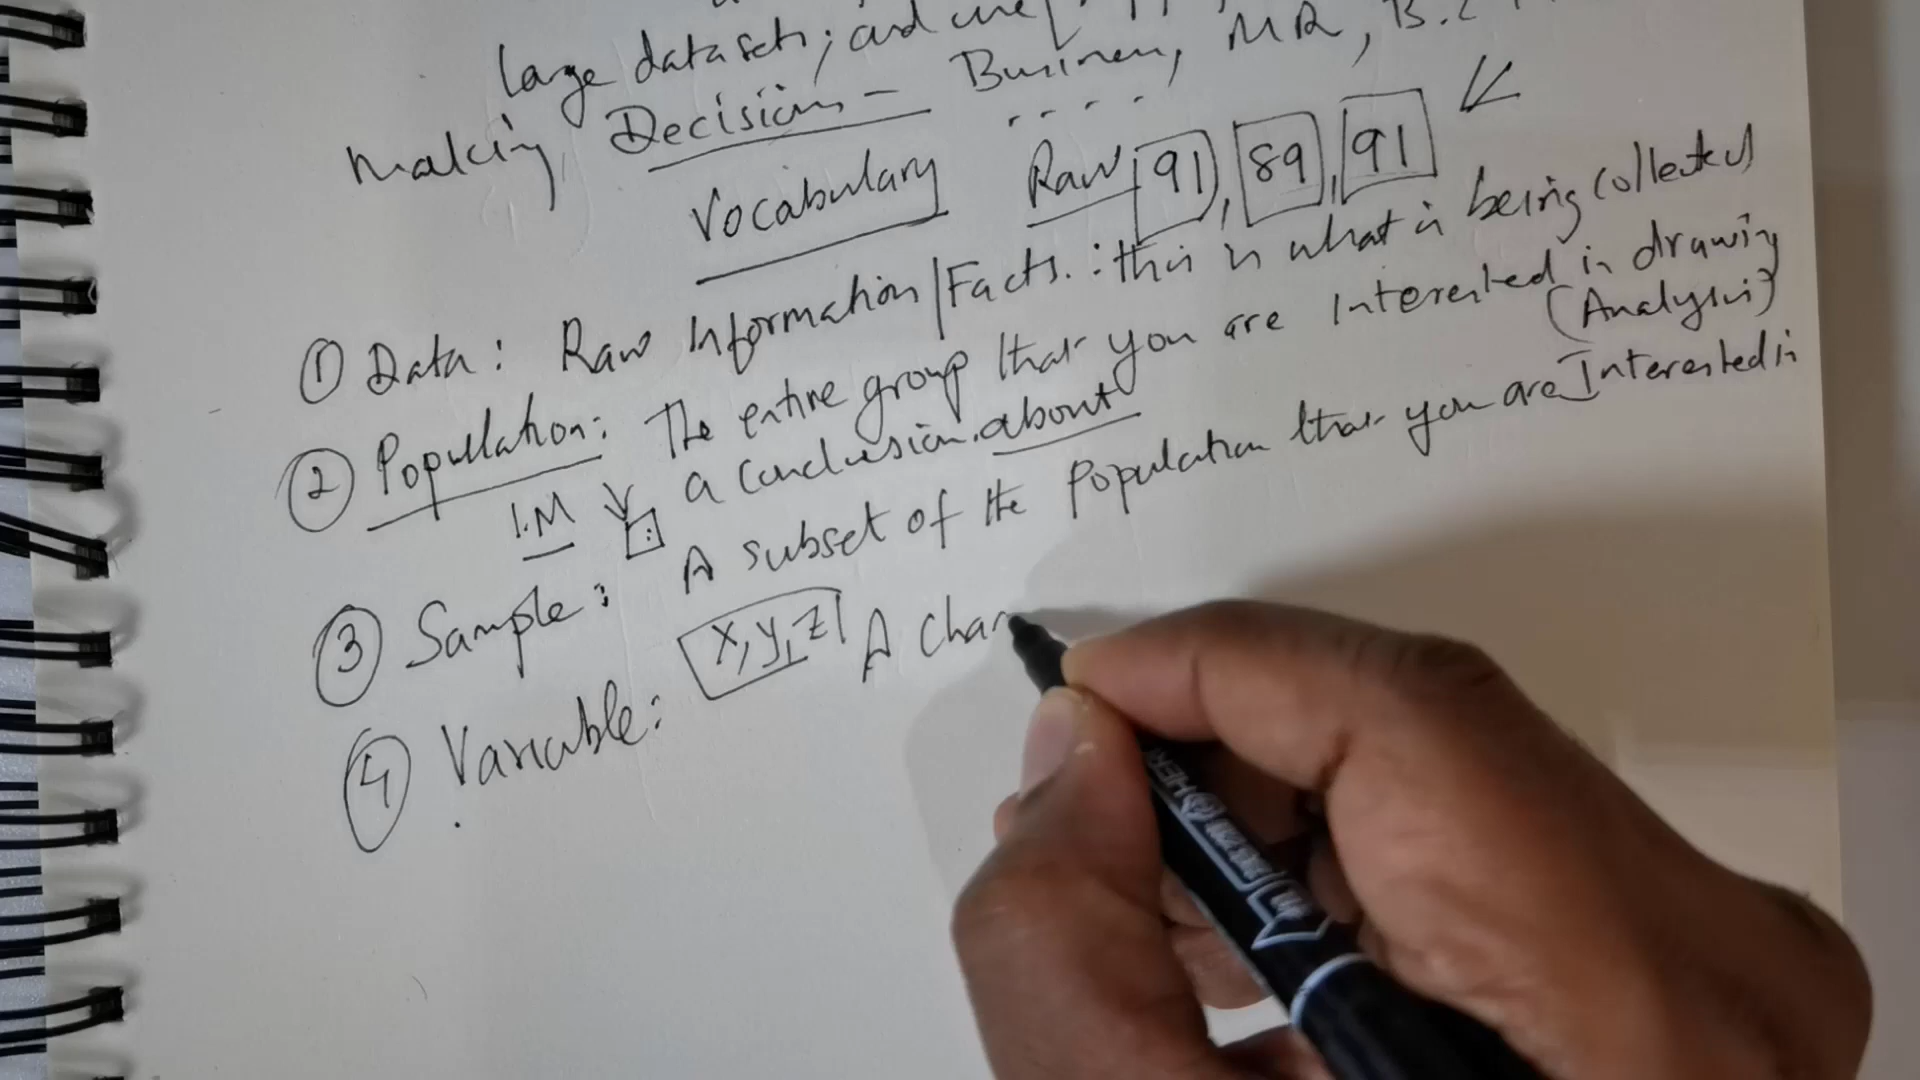 large datasets; and
making Decisions - Business, MR,
Vocabulary Raw 91, 89, 91
① Data: Raw Information/Facts. : this is what is being collected
② Population: The entire group that you are Interested in drawing
a Conclusion. about (Analysis)
1.M
③ Sample: A subset of the Population that you are Interested in
④ Variable: x, y, z A Char